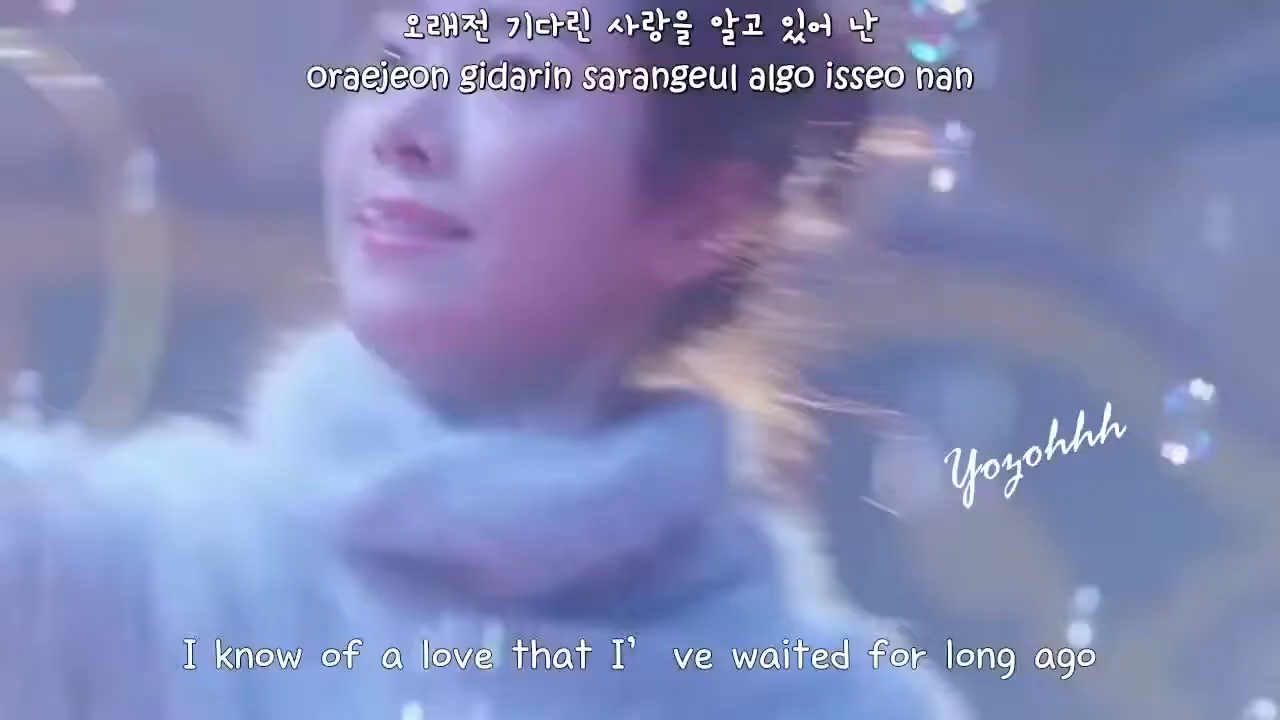 오래전 기다린 사랑을 알고 있어 난
oraejeon gidarin sarangeul algo isseo nan
Yozohhh
I know of a love that I've waited for long ago